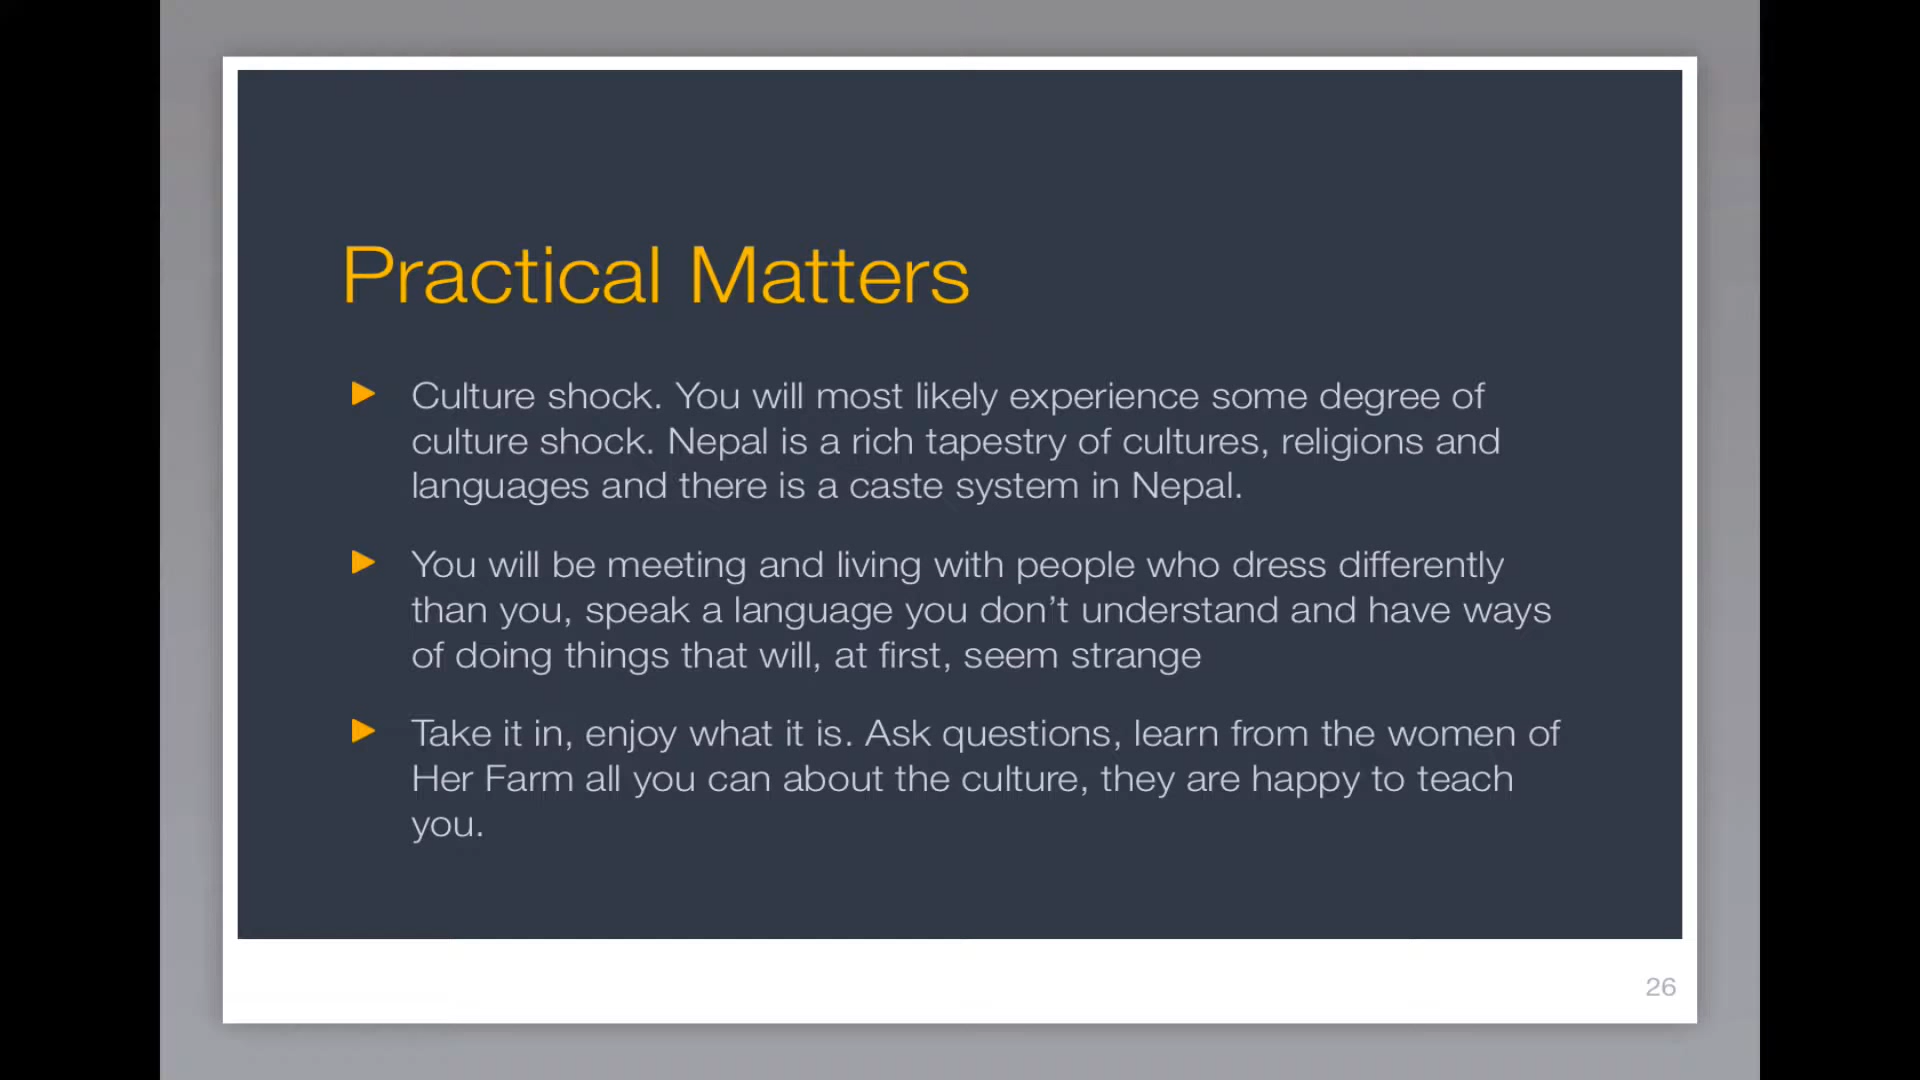 Practical Matters
Culture shock. You will most likely experience some degree of
culture shock. Nepal is a rich tapestry of cultures, religions and
languages and there is a caste system in Nepal.
You will be meeting and living with people who dress differently
than you, speak a language you don’t understand and have ways
of doing things that will, at first, seem strange
Take it in, enjoy what it is. Ask questions, learn from the women of
Her Farm all you can about the culture, they are happy to teach
you.
26